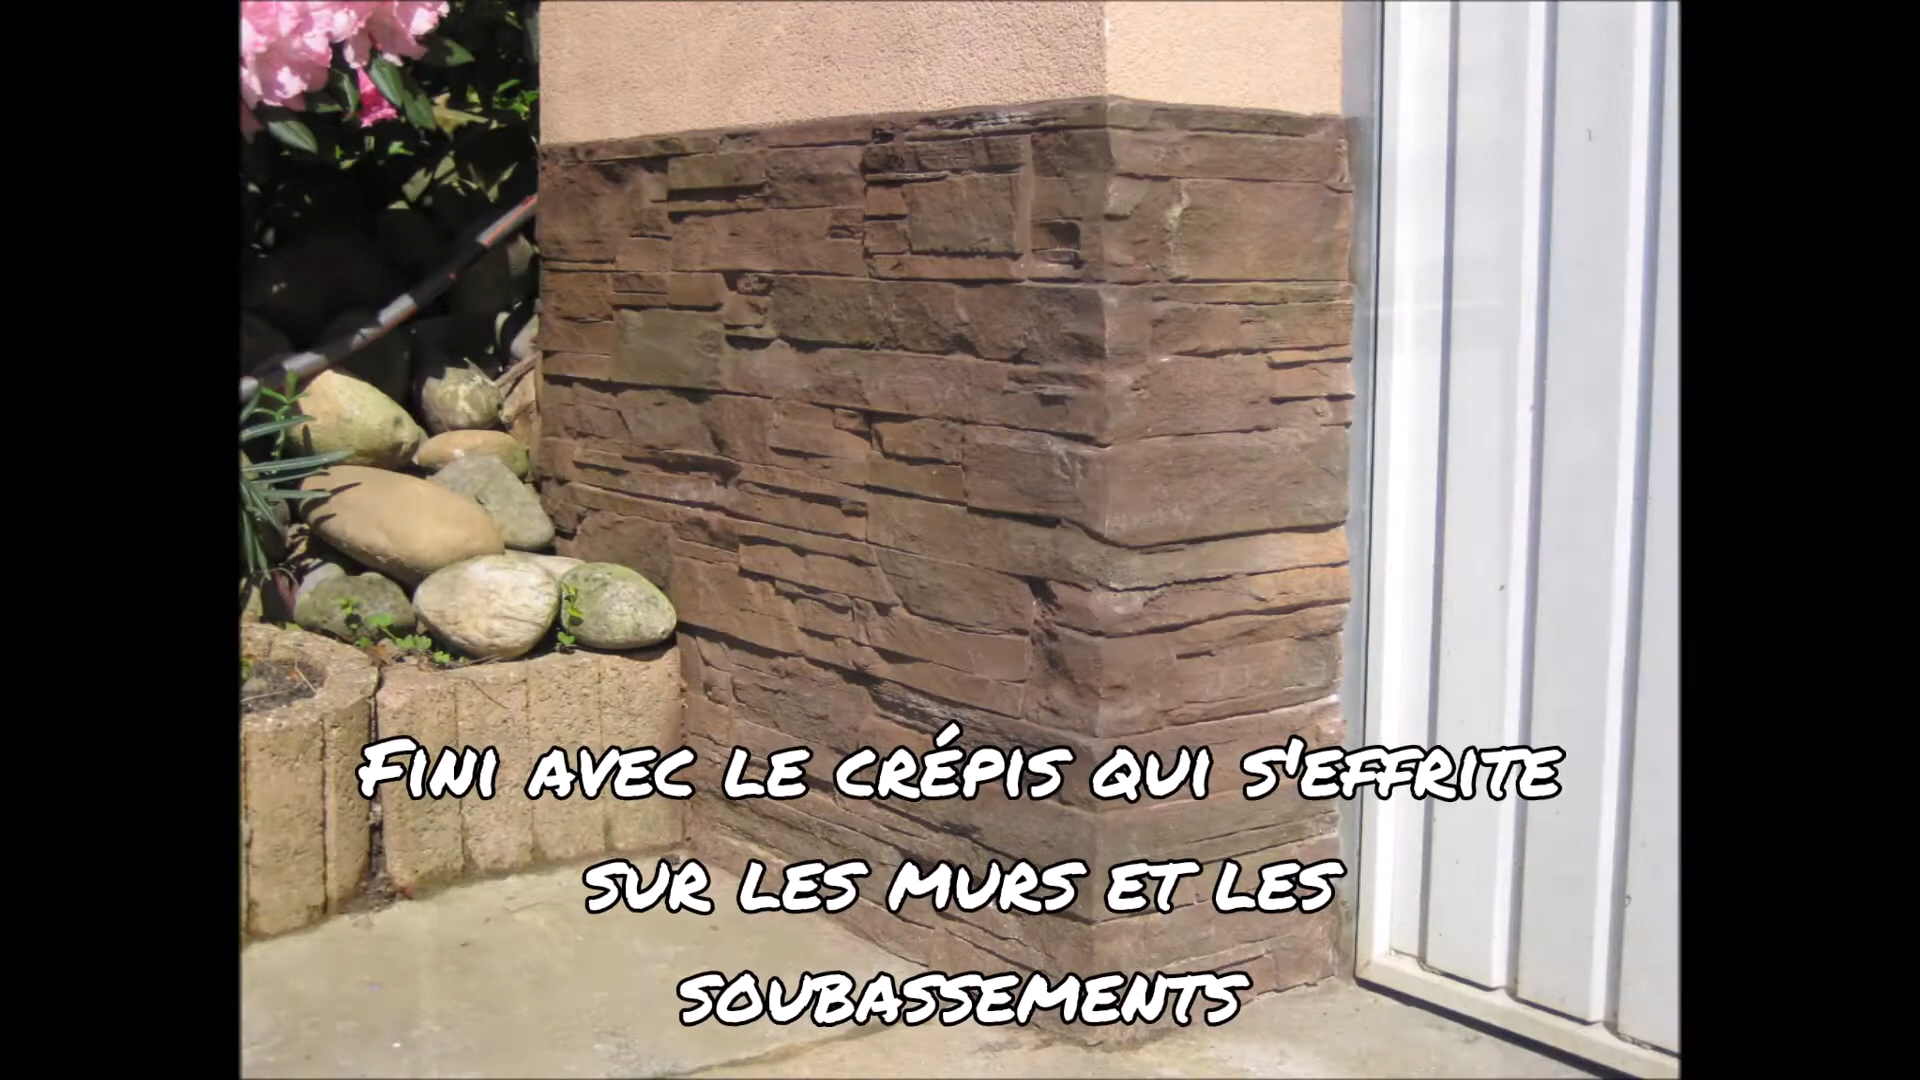 Fini avec le crépis qui s'effrite
sur les murs et les
soubassements